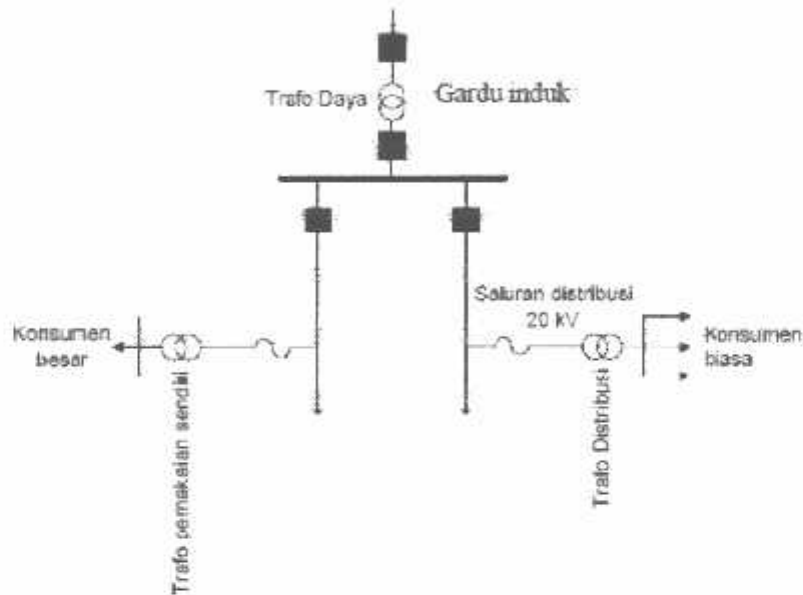 Trafo Daya
Gardu induk
Saluran distribusi
20 kV
Konsumen
besar
Konsumen
biasa
Trafo pemakaian sendiri
Trafo Distribusi